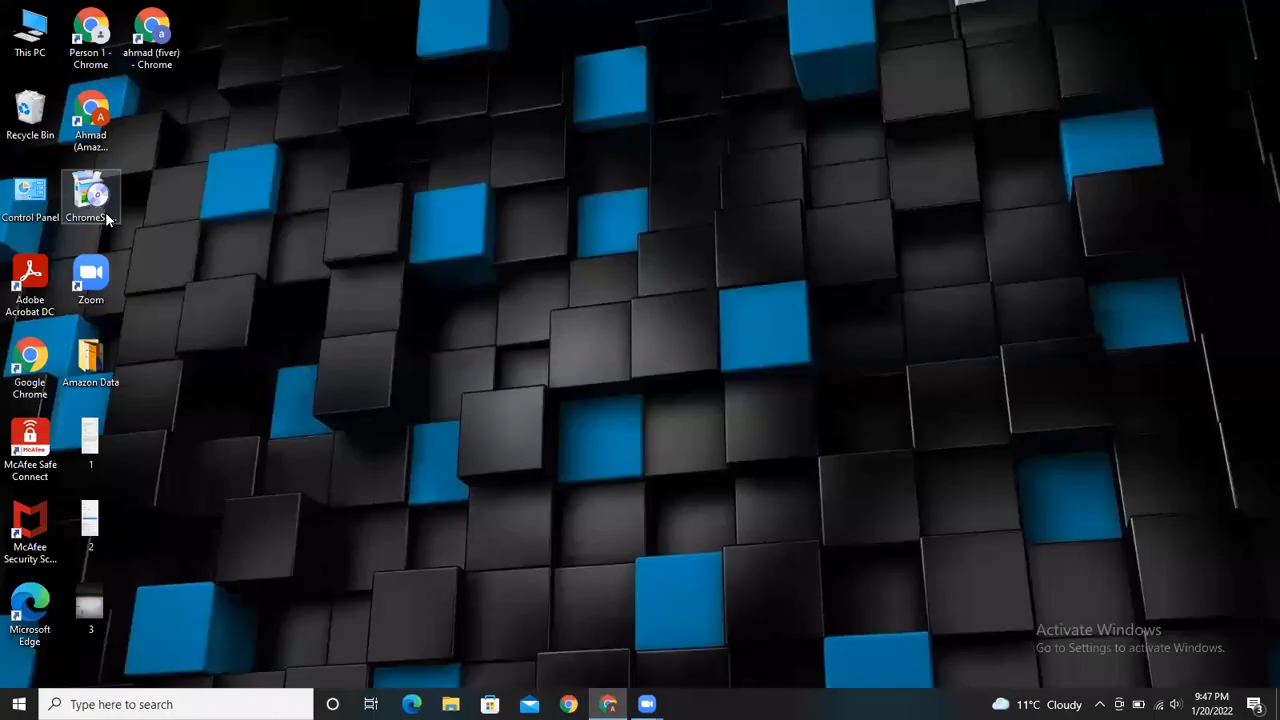 This PC
Person 1 -
Chrome
ahmad (fiver)
- Chrome
a
Recycle Bin
A
Ahmad
(Amaz...
Control Panel
ChromeS...
Adobe
Acrobat DC
Zoom
Google
Chrome
Amazon Data
McAfee
McAfee Safe
Connect
1
McAfee
Security Sc...
2
Microsoft
Edge
3
Activate Windows
Go to Settings to activate Windows.
Type here to search
11°C Cloudy
9:47 PM
1/20/2022
3